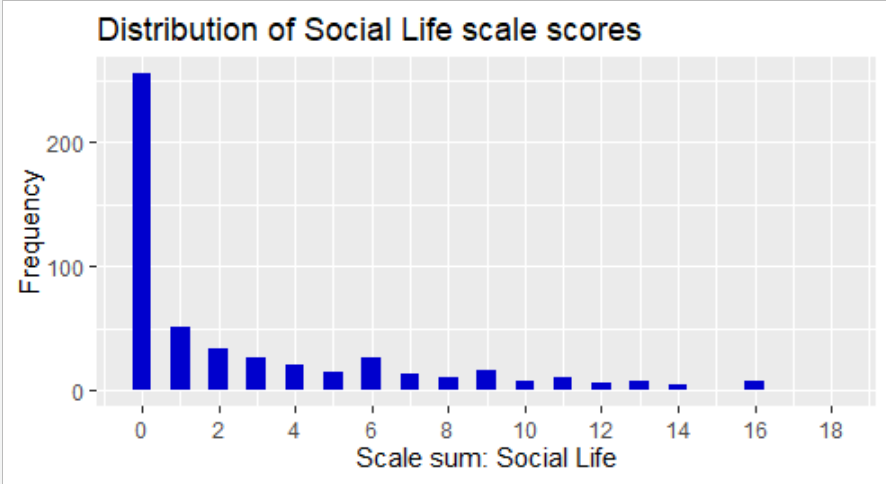 Distribution of Social Life scale scores
200
100
0
Frequency
0 2 4 6 8 10 12 14 16 18
Scale sum: Social Life